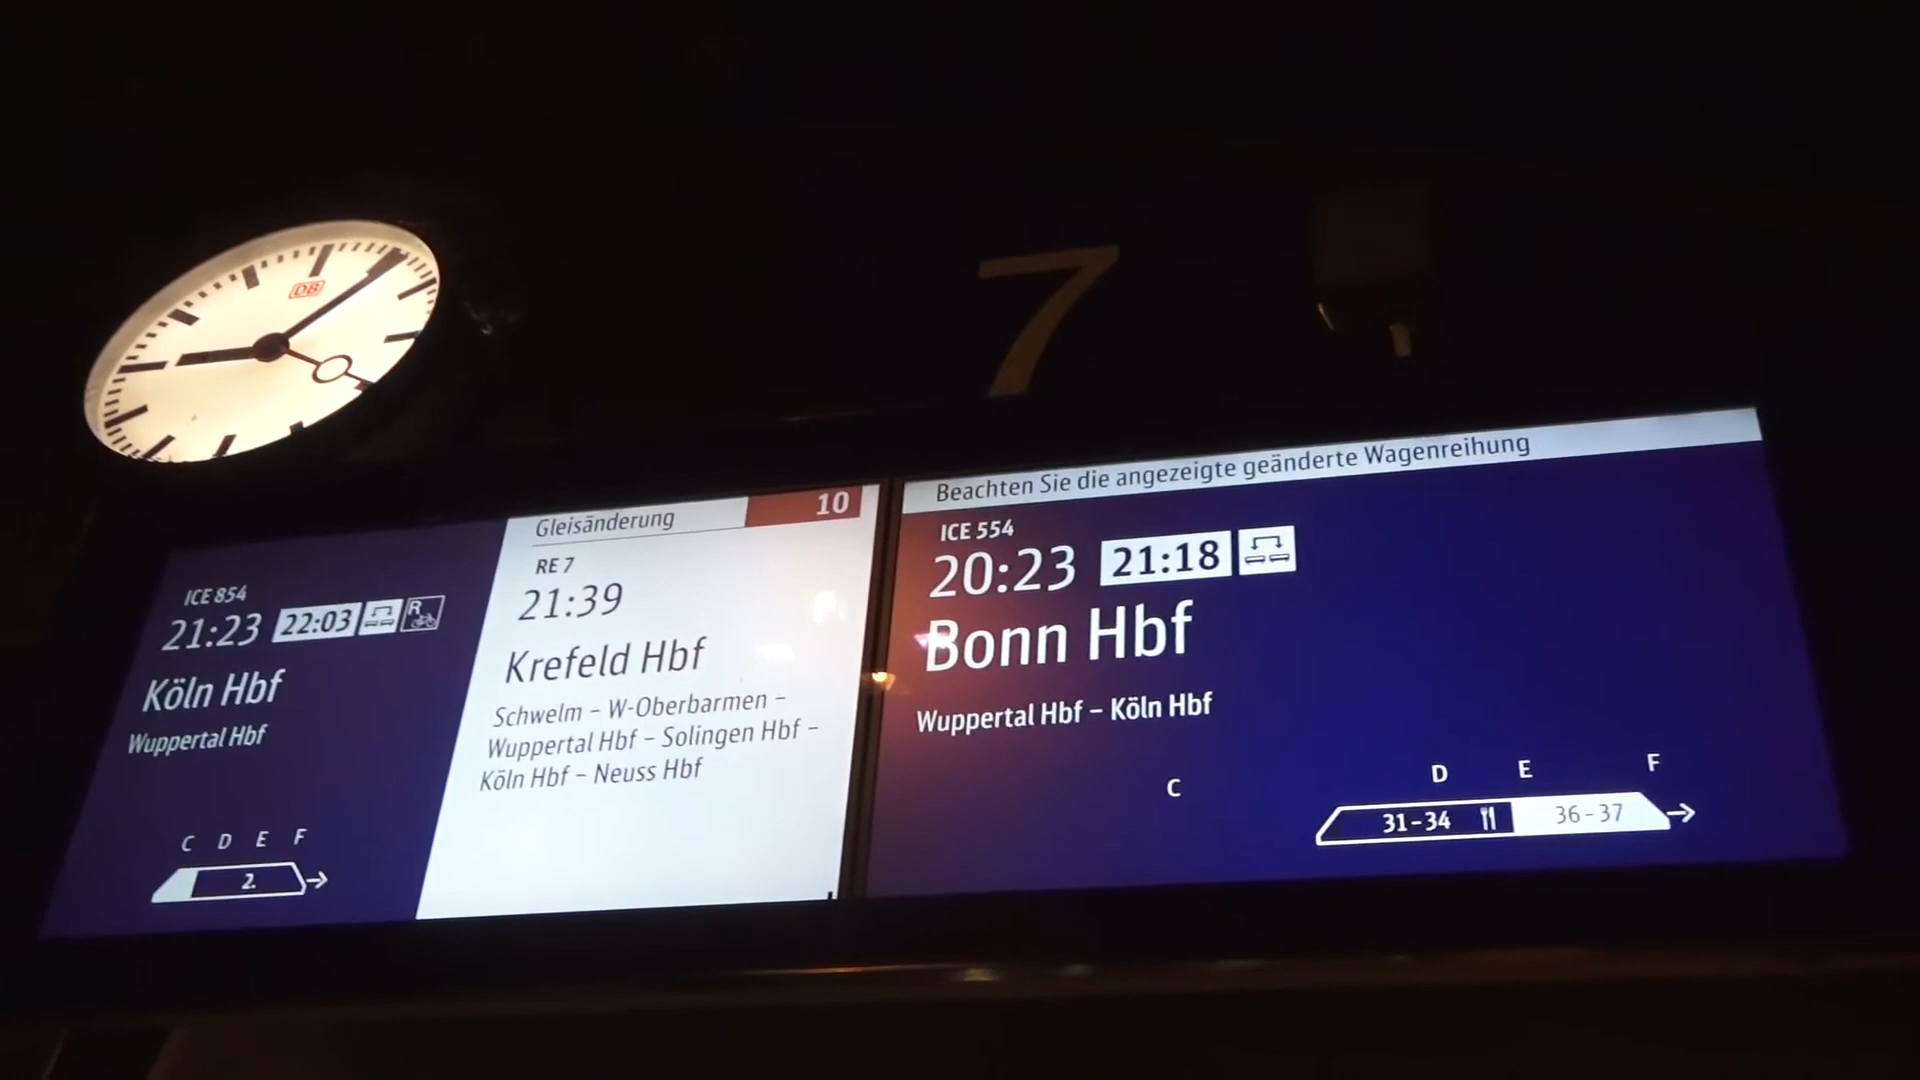 DB
7
ICE 854
21:23 22:03 R
Köln Hbf
Wuppertal Hbf
C D E F
2.
Gleisänderung 10
RE 7
21:39
Krefeld Hbf
Schwelm – W-Oberbarmen –
Wuppertal Hbf – Solingen Hbf –
Köln Hbf – Neuss Hbf
Beachten Sie die angezeigte geänderte Wagenreihung
ICE 554
20:23 21:18
Bonn Hbf
Wuppertal Hbf – Köln Hbf
C D E F
31-34 36-37